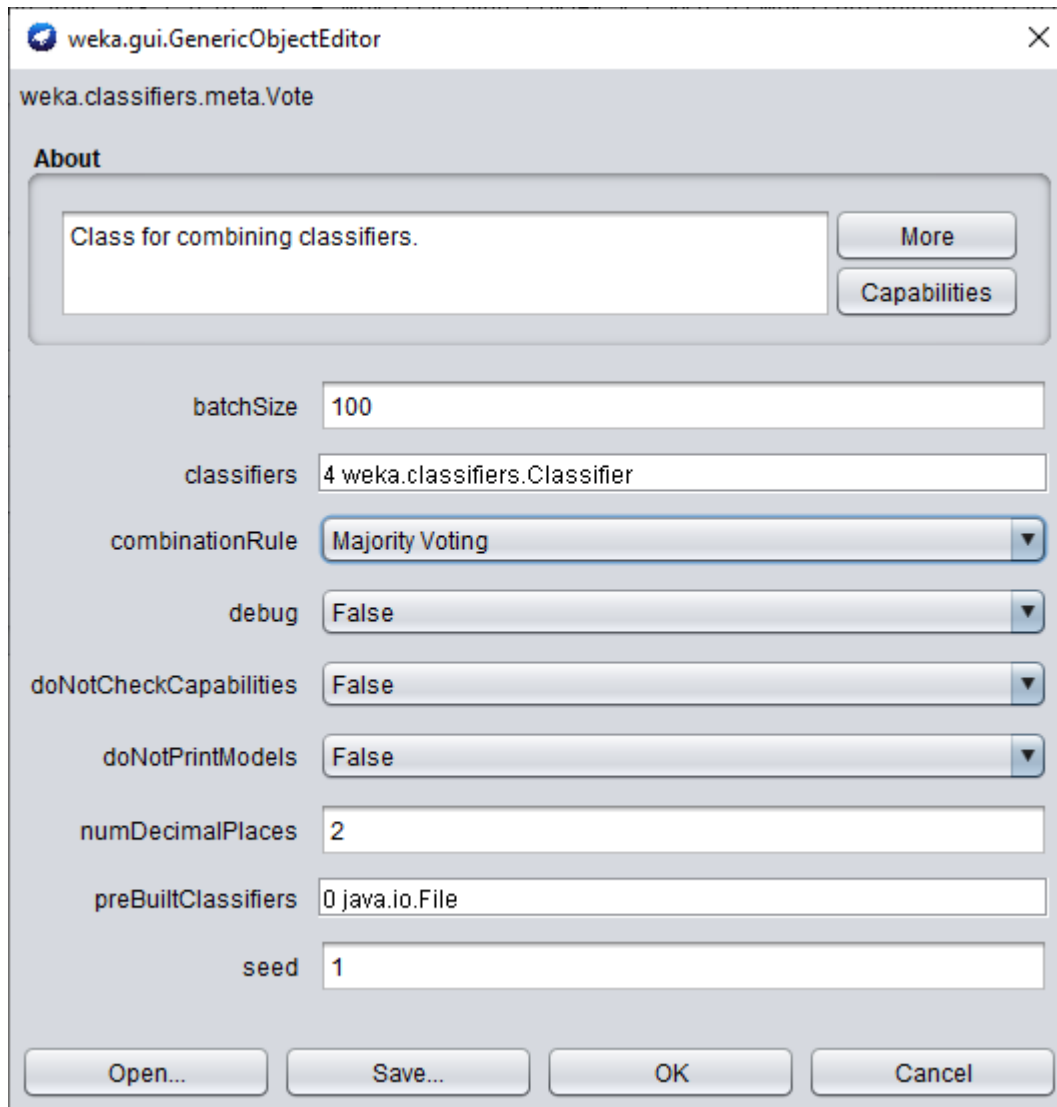 weka.gui.GenericObjectEditor
weka.classifiers.meta.Vote
About
Class for combining classifiers.
More
Capabilities
batchSize 100
classifiers 4 weka.classifiers.Classifier
combinationRule Majority Voting
debug False
doNotCheckCapabilities False
doNotPrintModels False
numDecimalPlaces 2
preBuiltClassifiers 0 java.io.File
seed 1
Open... Save... OK Cancel